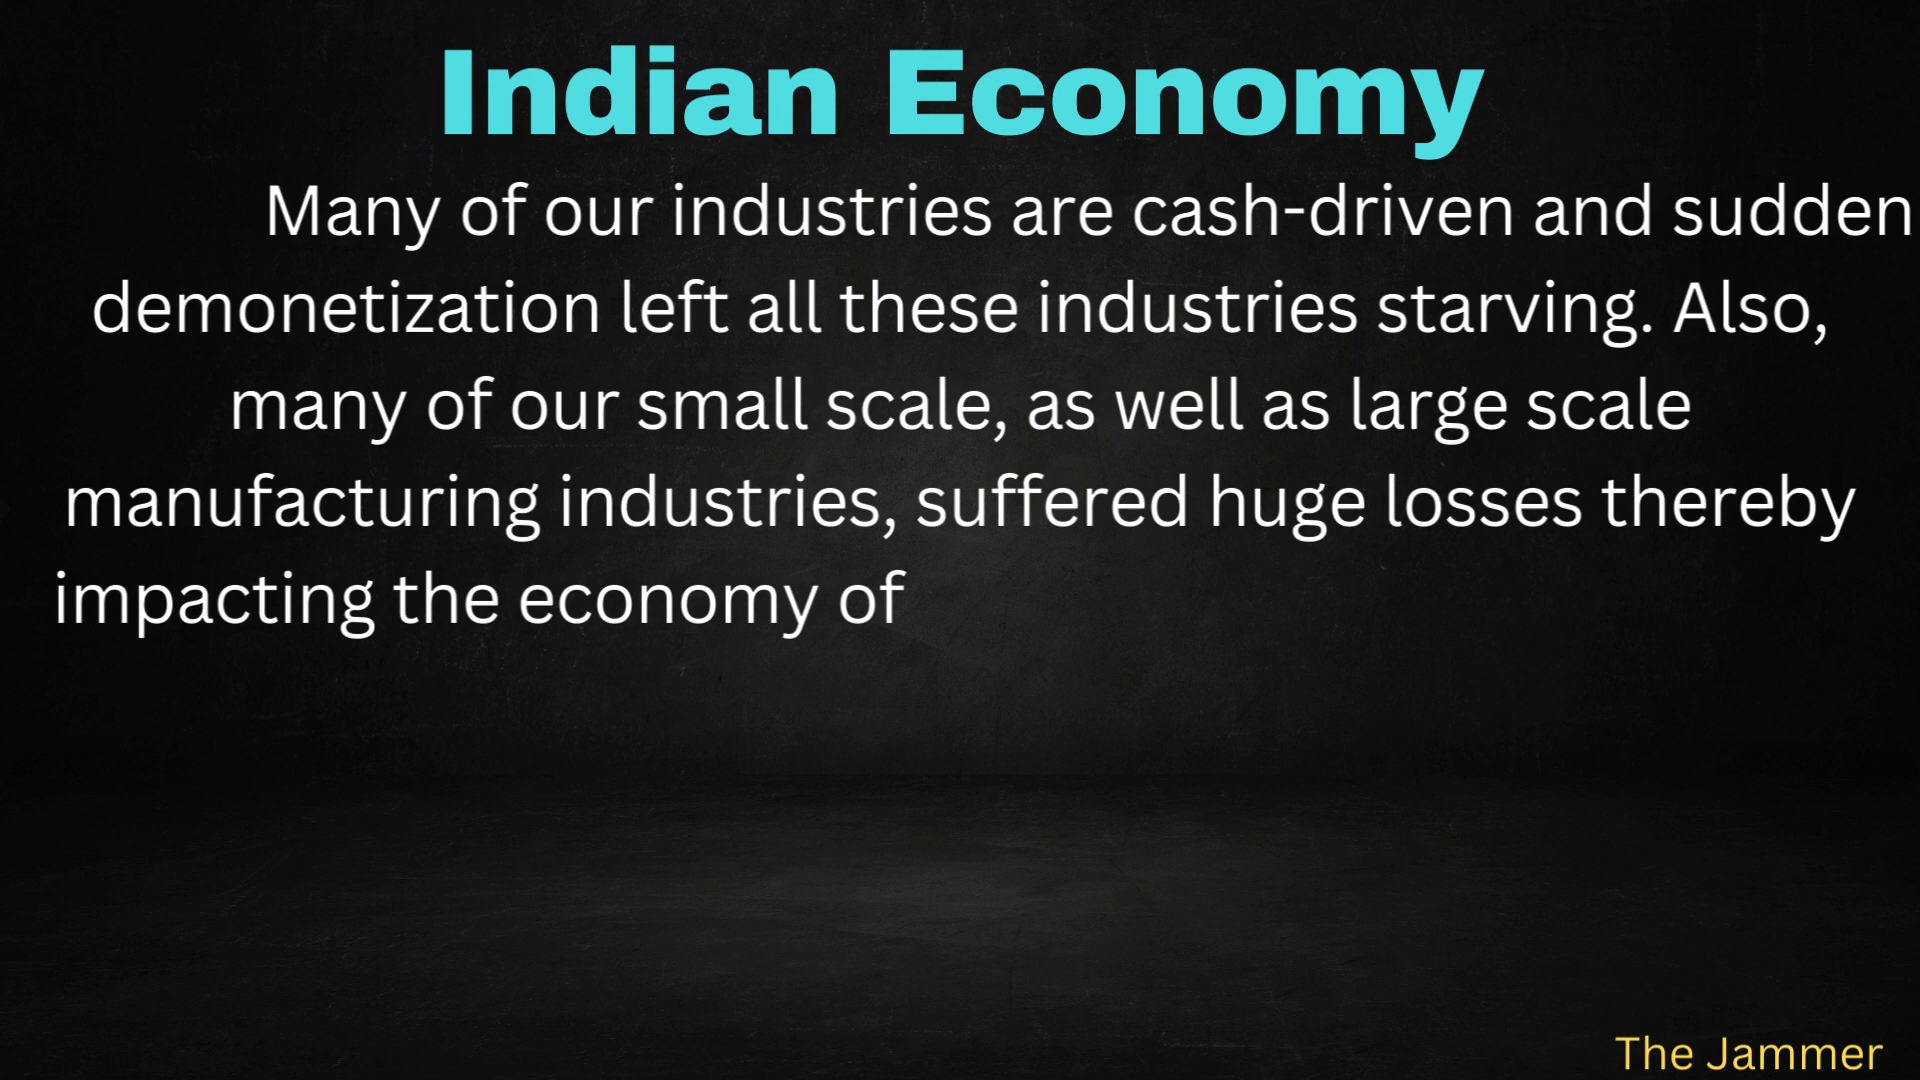 Indian Economy
Many of our industries are cash-driven and sudden
demonetization left all these industries starving. Also,
many of our small scale, as well as large scale
manufacturing industries, suffered huge losses thereby
impacting the economy of
The Jammer